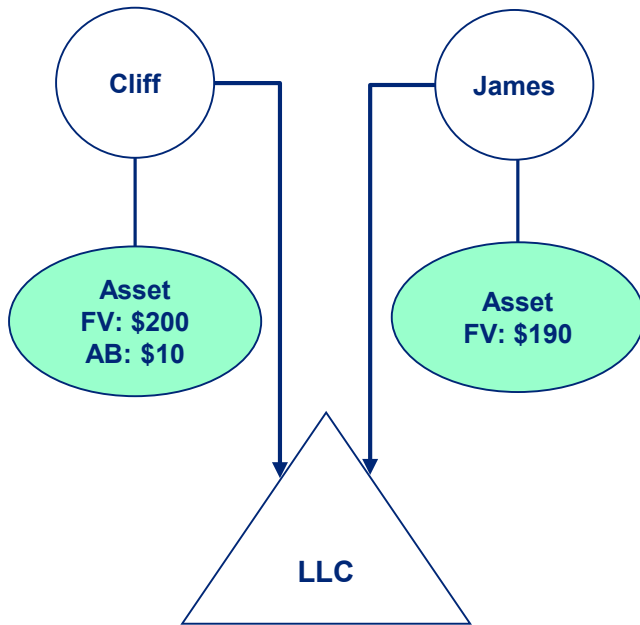 Cliff
James
Asset
FV: $200
AB: $10
Asset
FV: $190
LLC